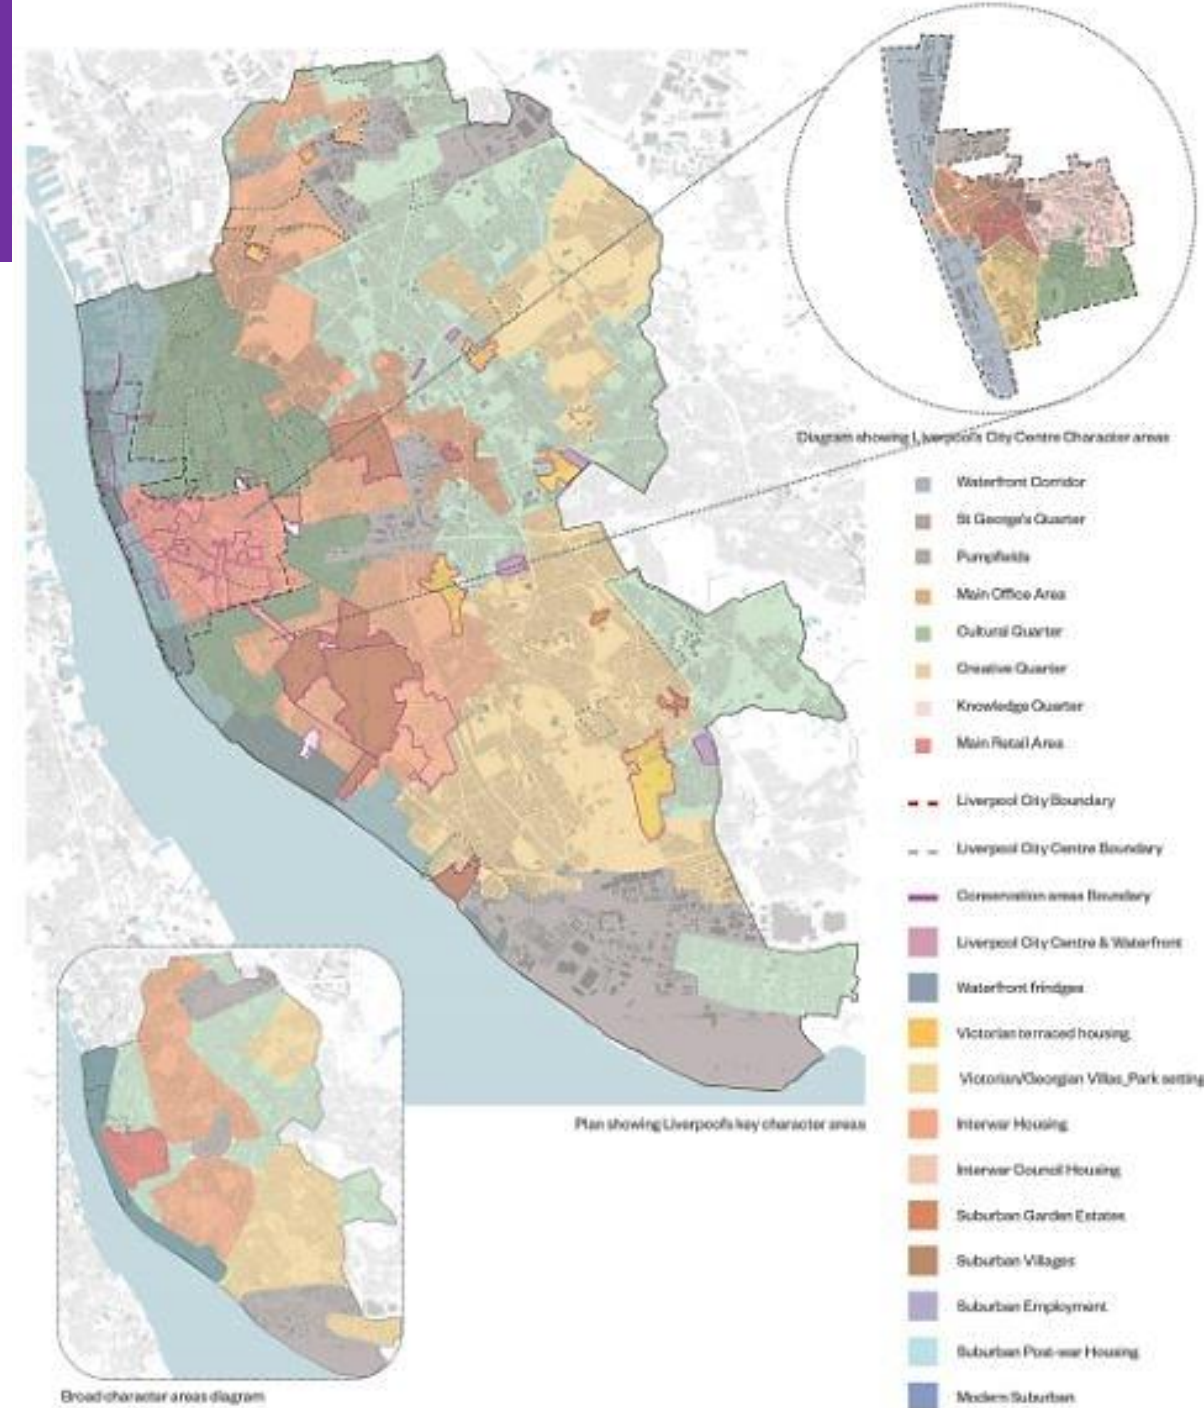 Diagram showing Liverpool's City Centre Character areas
Waterfront Corridor
St George's Quarter
Pumpfields
Main Office Area
Cultural Quarter
Creative Quarter
Knowledge Quarter
Main Retail Area
Liverpool City Boundary
Liverpool City Centre Boundary
Conservation areas Boundary
Liverpool City Centre & Waterfront
Waterfront frindges
Victorian terraced housing
Victorian/Georgian Villas_Park setting
Interwar Housing
Interwar Council Housing
Suburban Garden Estates
Suburban Villages
Suburban Employment
Suburban Post-war Housing
Modern Suburban
Plan showing Liverpool's key character areas
Broad character areas diagram